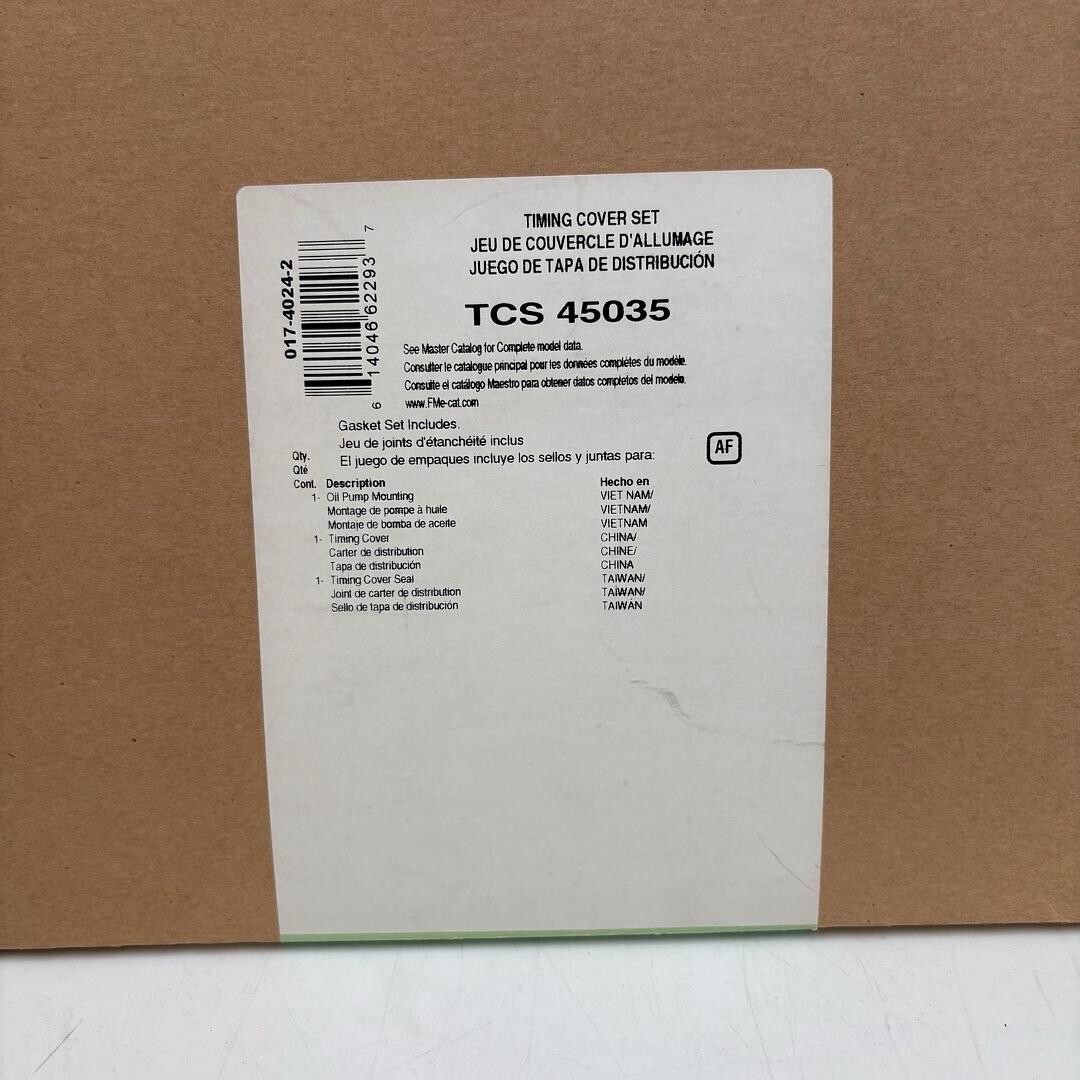 TIMING COVER SET
JEU DE COUVERCLE D'ALLUMAGE
JUEGO DE TAPA DE DISTRIBUCIÓN
TCS 45035
017-4024-2
6 14046 62293 7
See Master Catalog for Complete model data.
Consulter le catalogue principal pour les données complètes du modèle.
Consulte el catálogo Maestro para obtener datos completos del modelo.
www.FMe-cat.com
Gasket Set Includes.
Jeu de joints d'étanchéité inclus
El juego de empaques incluye los sellos y juntas para:
AF
Qty.
Qté
Cont. Description Hecho en
1- Oil Pump Mounting VIET NAM/
Montage de pompe à huile VIETNAM/
Montaje de bomba de aceite VIETNAM
1- Timing Cover CHINA/
Carter de distribution CHINE/
Tapa de distribución CHINA
1- Timing Cover Seal TAIWAN/
Joint de carter de distribution TAÏWAN/
Sello de tapa de distribución TAIWÁN